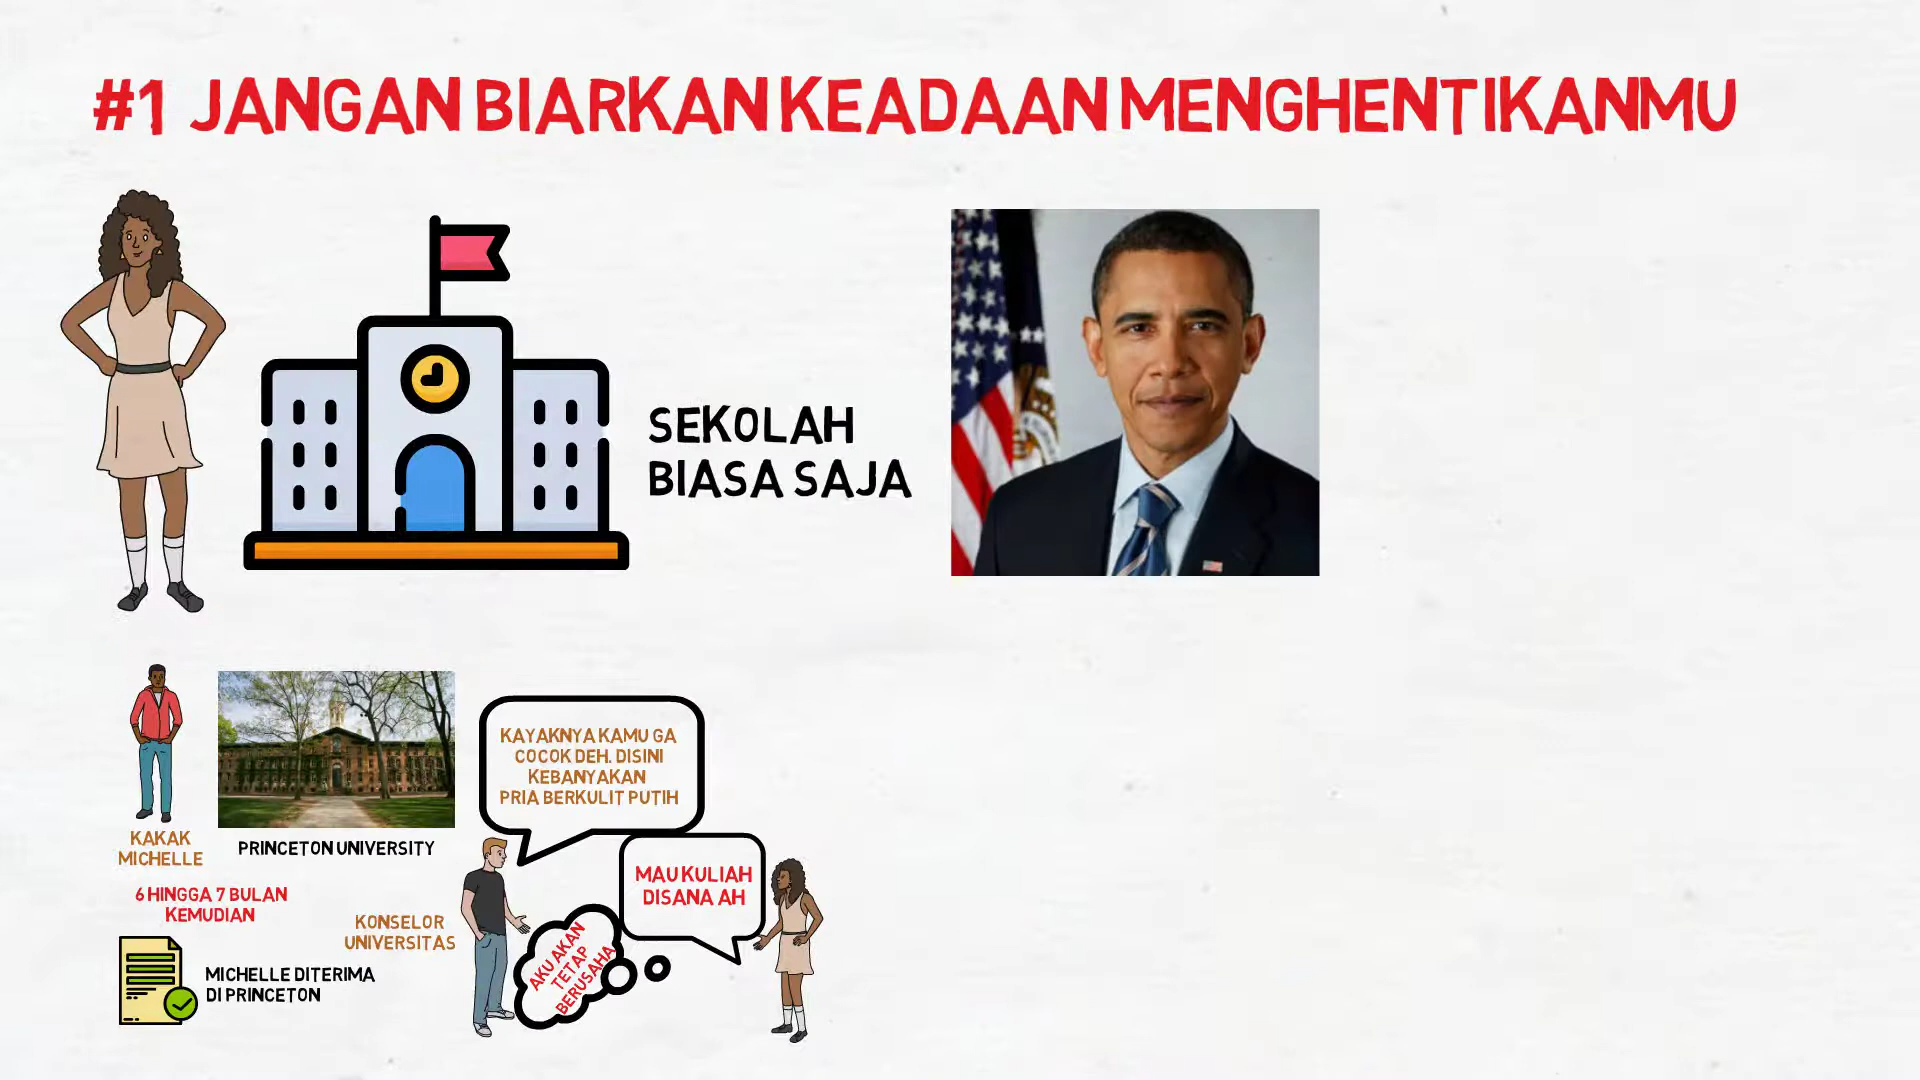 #1 JANGAN BIARKAN KEADAAN MENGHENTIKANMU
SEKOLAH
BIASA SAJA
KAKAK
MICHELLE
PRINCETON UNIVERSITY
KAYAKNYA KAMU GA
COCOK DEH. DISINI
KEBANYAKAN
PRIA BERKULIT PUTIH
MAU KULIAH
DISANA AH
6 HINGGA 7 BULAN
KEMUDIAN
KONSELOR
UNIVERSITAS
AKU AKAN
TETAP
BERUSAHA
MICHELLE DITERIMA
DI PRINCETON